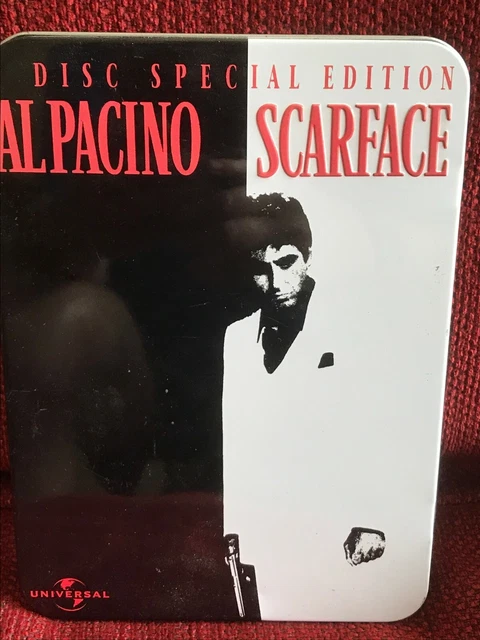 DISC SPECIAL EDITION
AL PACINO SCARFACE
UNIVERSAL